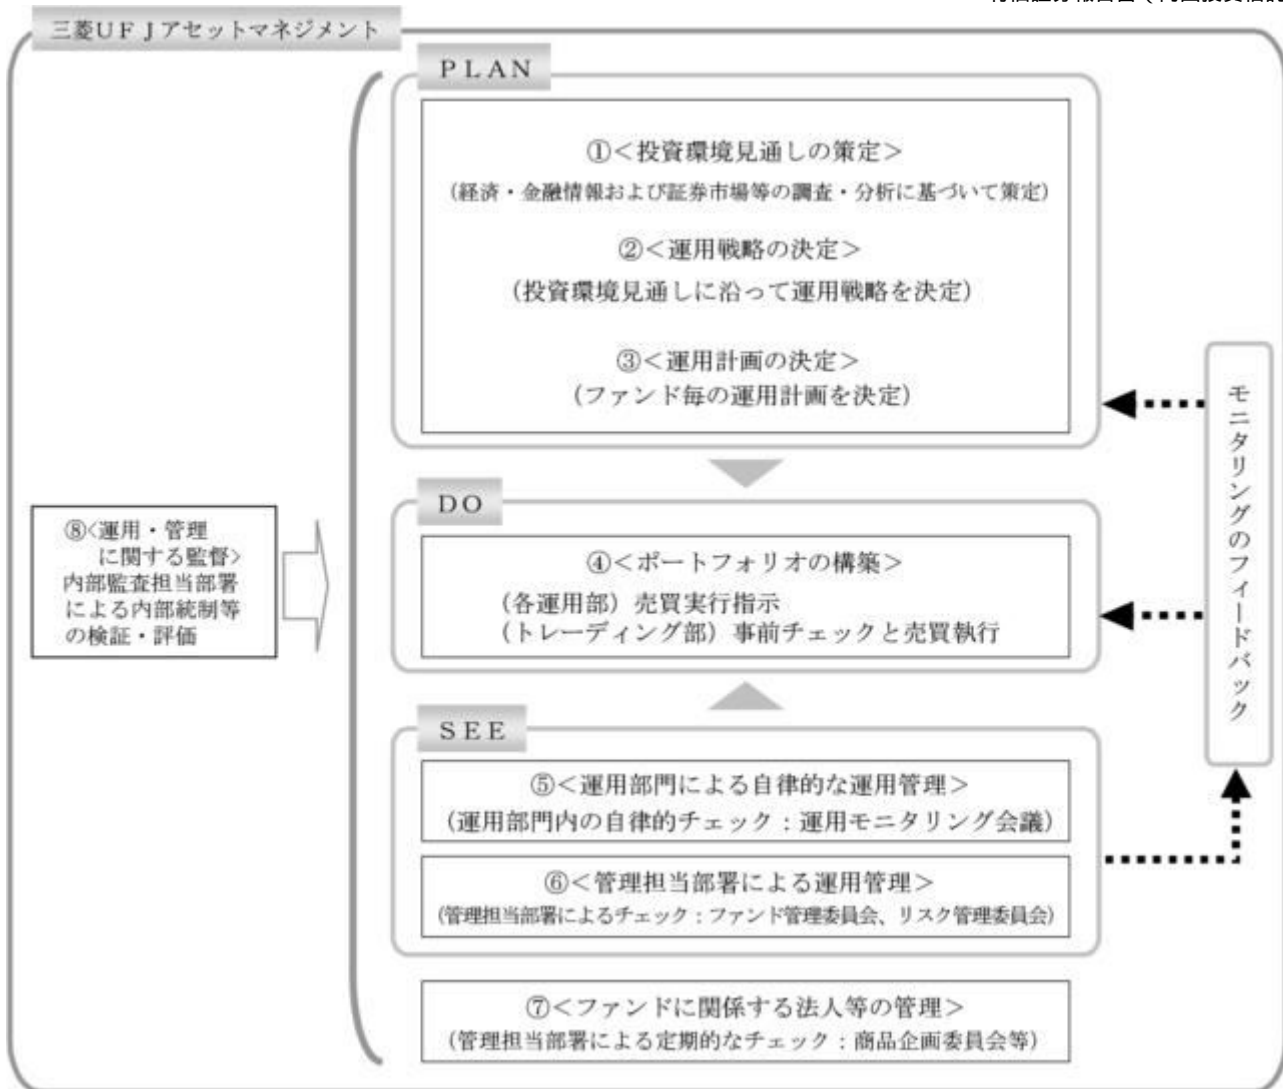 三菱UFJアセットマネジメント
PLAN
①<投資環境見通しの策定>
(経済・金融情報および証券市場等の調査・分析に基づいて策定)
②<運用戦略の決定>
(投資環境見通しに沿って運用戦略を決定)
③<運用計画の決定>
(ファンド毎の運用計画を決定)
DO
④<ポートフォリオの構築>
(各運用部)売買実行指示
(トレーディング部)事前チェックと売買執行
SEE
⑤<運用部門による自律的な運用管理>
(運用部門内の自律的チェック:運用モニタリング会議)
⑥<管理担当部署による運用管理>
(管理担当部署によるチェック:ファンド管理委員会、リスク管理委員会)
⑦<ファンドに関係する法人等の管理>
(管理担当部署による定期的なチェック:商品企画委員会等)
⑧<運用・管理
に関する監督>
内部監査担当部署
による内部統制等
の検証・評価
モニタリングのフィードバック